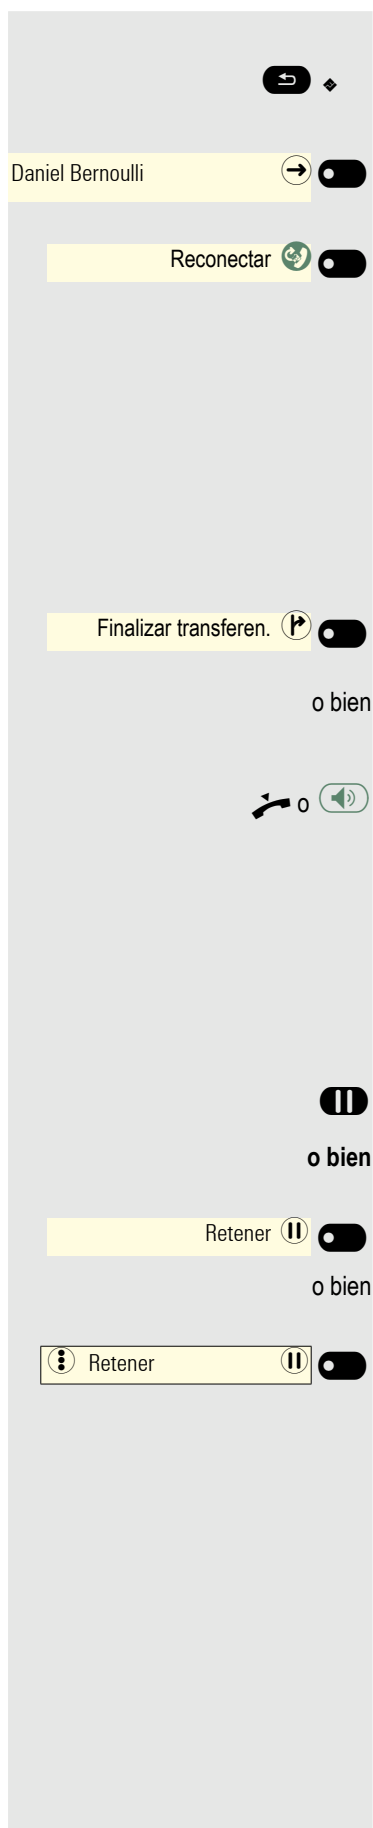 Daniel Bernoulli
Reconectar
Finalizar transferen.
o bien
o
o bien
Retener
o bien
Retener